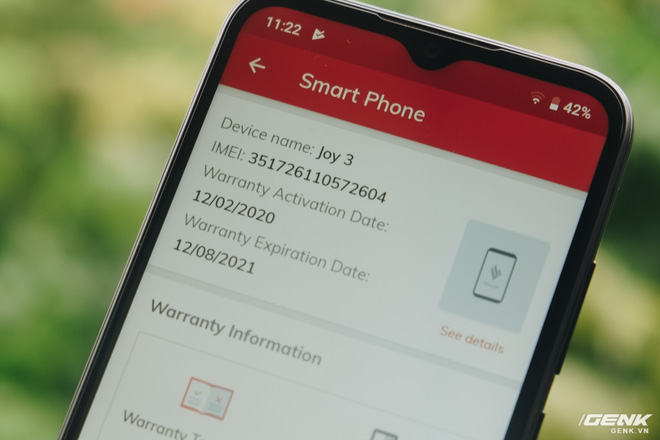 11:22
42%
Smart Phone
Device name: Joy 3
IMEI: 351726110572604
Warranty Activation Date:
12/02/2020
Warranty Expiration Date:
12/08/2021
See details
Warranty Information
Warranty
GENK
GENK.VN